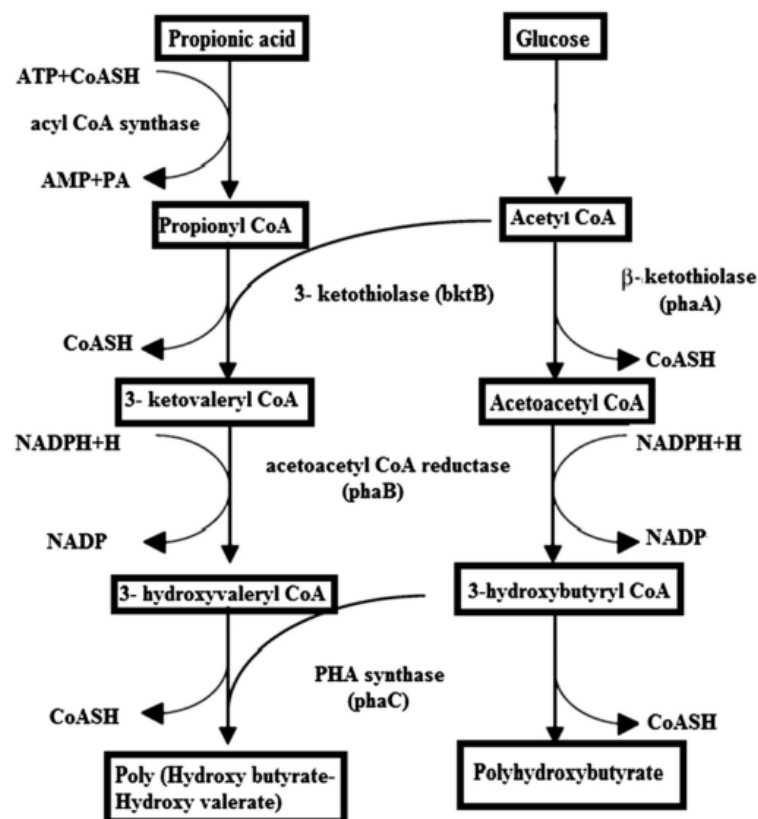 Propionic acid
Glucose
ATP+CoASH
acyl CoA synthase
AMP+PA
Propionyl CoA
Acetyl CoA
3- ketothiolase (bktB)
β-ketothiolase
(phaA)
CoASH
CoASH
3- ketovaleryl CoA
Acetoacetyl CoA
NADPH+H
NADPH+H
acetoacetyl CoA reductase
(phaB)
NADP
NADP
3- hydroxyvaleryl CoA
3-hydroxybutyryl CoA
PHA synthase
(phaC)
CoASH
CoASH
Poly (Hydroxy butyrate-
Hydroxy valerate)
Polyhydroxybutyrate